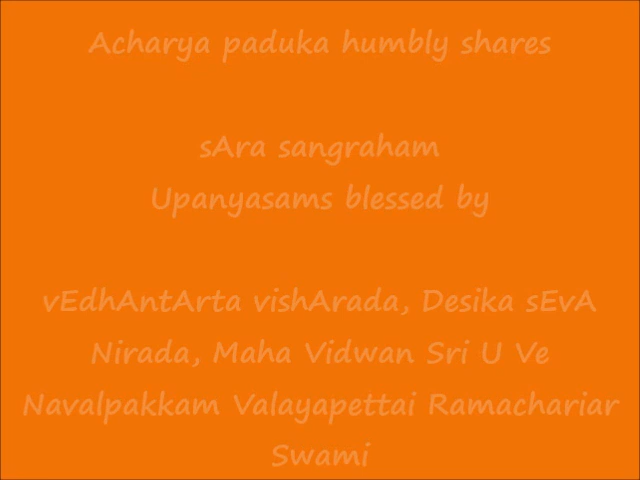 Acharya paduka humbly shares
sAra sangraham
Upanyasams blessed by
vEdhAntArta vishArada, Desika sEvA
Nirada, Maha Vidwan Sri U Ve
Navalpakkam Valayapettai Ramachariar
Swami